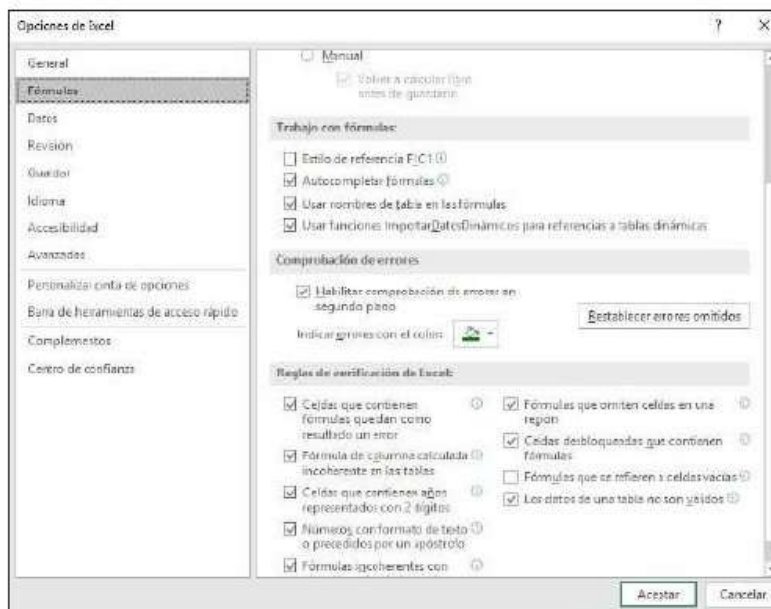 Opciones de Excel
?
×
General
Fórmulas
Datos
Revisión
Guardar
Idioma
Accesibilidad
Avanzadas
Personalizar cinta de opciones
Barra de herramientas de acceso rápido
Complementos
Centro de confianza
Manual
Volver a calcular libro
antes de guardarlo
Trabajo con fórmulas:
Estilo de referencia F1C1
Autocompletar fórmulas
Usar nombres de tabla en las fórmulas
Usar funciones ImportarDatosDinámicos para referencias a tablas dinámicas
Comprobación de errores
Habilitar comprobación de errores en
segundo plano
Indicar errores con el color:
Restablecer errores omitidos
Reglas de verificación de Excel:
Celdas que contienen
fórmulas que dan como
resultado un error
Fórmula de columna calculada
incoherente en las tablas
Celdas que contienen años
representados con 2 dígitos
Números con formato de texto
o precedidos por un apóstrofo
Fórmulas incoherentes con
Fórmulas que omiten celdas en una
región
Celdas desbloqueadas que contienen
fórmulas
Fórmulas que se refieren a celdas vacías
Los datos de una tabla no son válidos
Aceptar
Cancelar